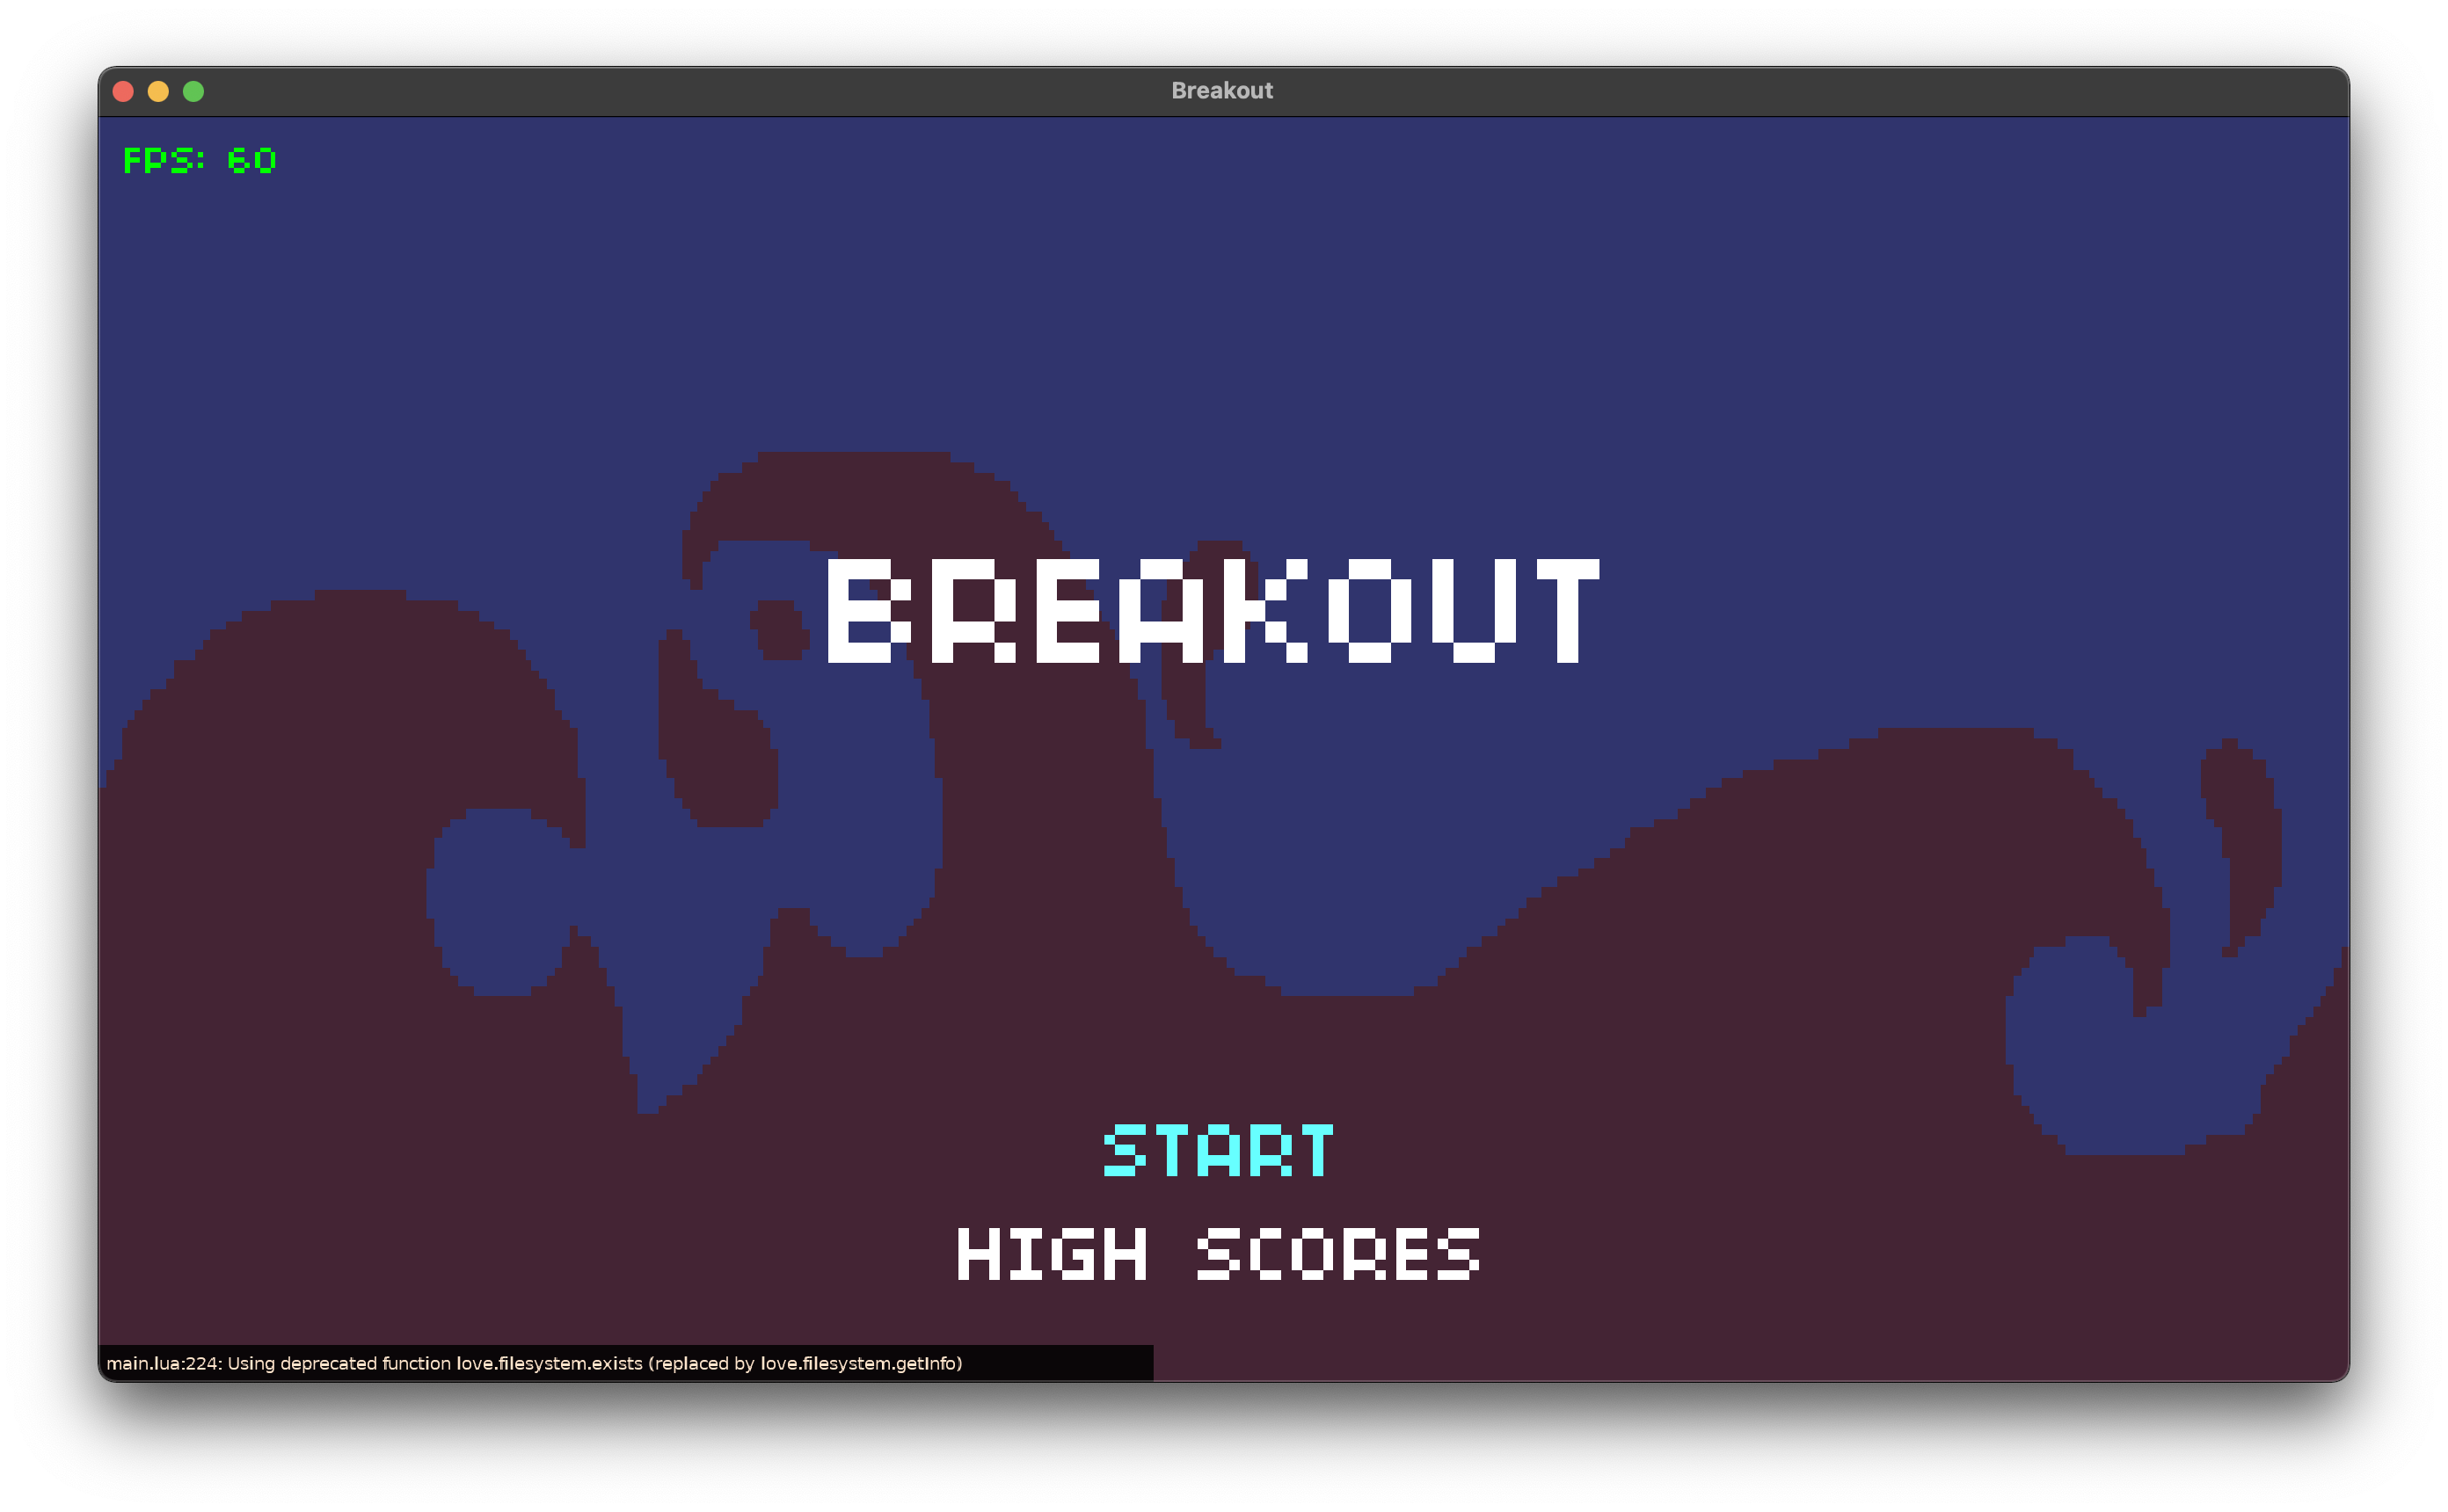 Breakout
FPS: 60
BREAKOUT
START
HIGH SCORES
main.lua:224: Using deprecated function love.filesystem.exists (replaced by love.filesystem.getInfo)